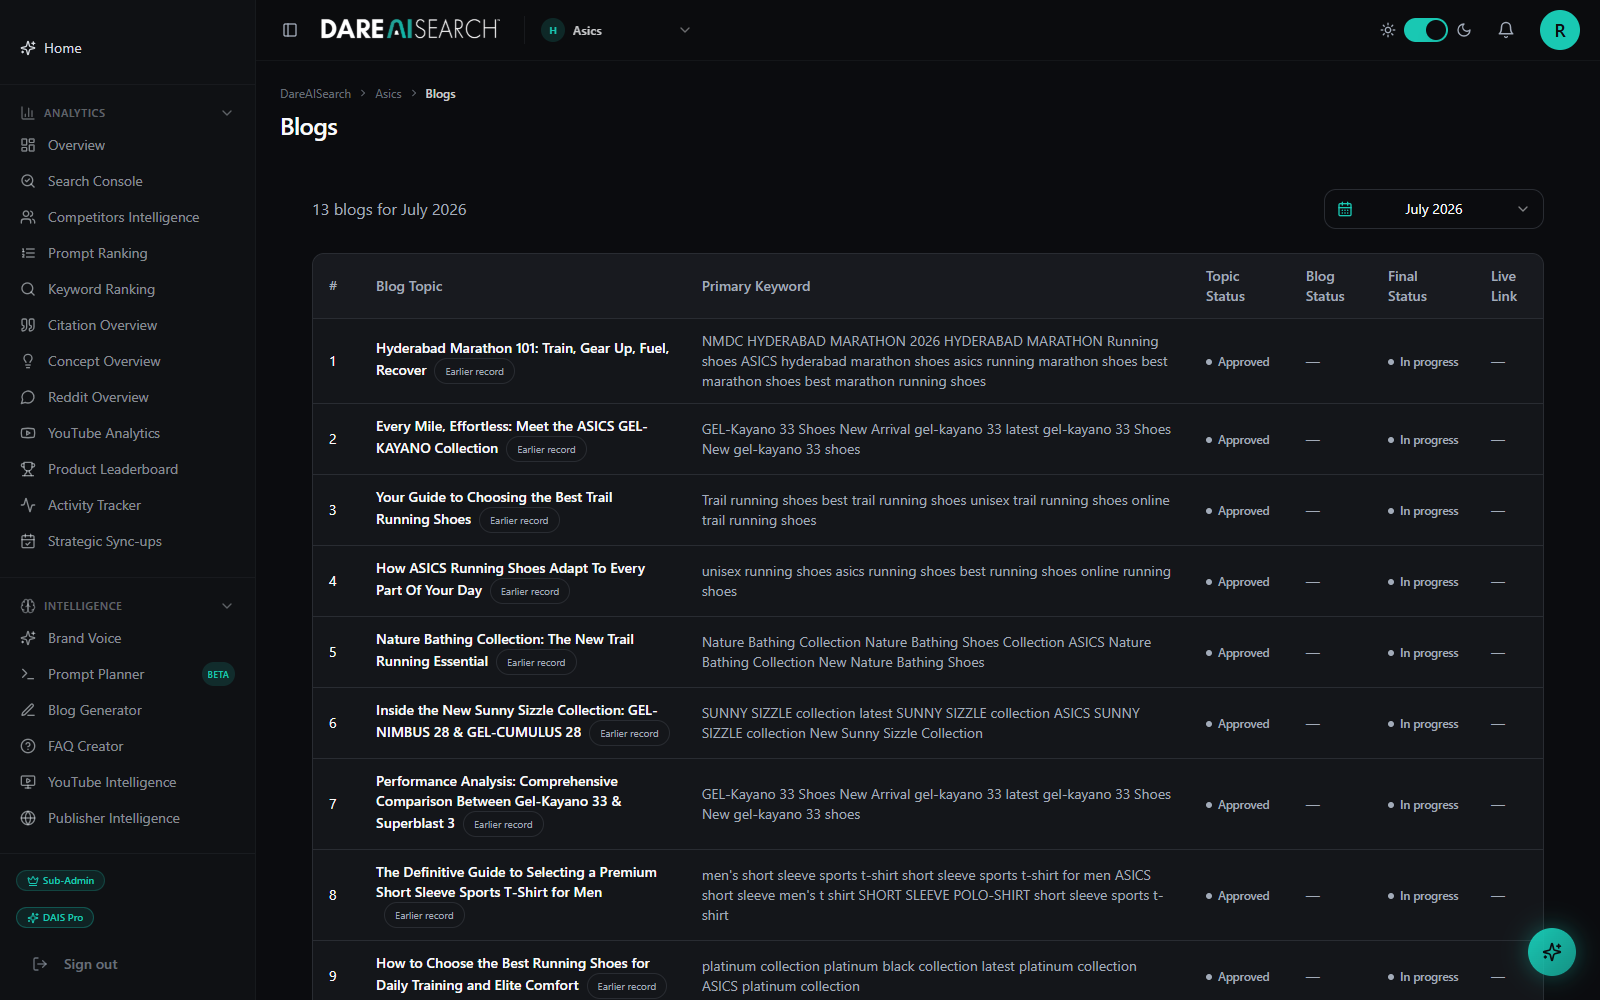 Home
ANALYTICS
Overview
Search Console
Competitors Intelligence
Prompt Ranking
Keyword Ranking
Citation Overview
Concept Overview
Reddit Overview
YouTube Analytics
Product Leaderboard
Activity Tracker
Strategic Sync-ups
INTELLIGENCE
Brand Voice
Prompt Planner BETA
Blog Generator
FAQ Creator
YouTube Intelligence
Publisher Intelligence
Sub-Admin
DAIS Pro
Sign out
DARE AISEARCH
H Asics
R
DareAISearch > Asics > Blogs
Blogs
13 blogs for July 2026
July 2026
# Blog Topic Primary Keyword Topic Status Blog Status Final Status Live Link
1
Hyderabad Marathon 101: Train, Gear Up, Fuel,
Recover Earlier record
NMDC HYDERABAD MARATHON 2026 HYDERABAD MARATHON Running
shoes ASICS hyderabad marathon shoes asics running marathon shoes best
marathon shoes best marathon running shoes
Approved — In progress —
2
Every Mile, Effortless: Meet the ASICS GEL-
KAYANO Collection Earlier record
GEL-Kayano 33 Shoes New Arrival gel-kayano 33 latest gel-kayano 33 Shoes
New gel-kayano 33 shoes
Approved — In progress —
3
Your Guide to Choosing the Best Trail
Running Shoes Earlier record
Trail running shoes best trail running shoes unisex trail running shoes online
trail running shoes
Approved — In progress —
4
How ASICS Running Shoes Adapt To Every
Part Of Your Day Earlier record
unisex running shoes asics running shoes best running shoes online running
shoes
Approved — In progress —
5
Nature Bathing Collection: The New Trail
Running Essential Earlier record
Nature Bathing Collection Nature Bathing Shoes Collection ASICS Nature
Bathing Collection New Nature Bathing Shoes
Approved — In progress —
6
Inside the New Sunny Sizzle Collection: GEL-
NIMBUS 28 & GEL-CUMULUS 28 Earlier record
SUNNY SIZZLE collection latest SUNNY SIZZLE collection ASICS SUNNY
SIZZLE collection New Sunny Sizzle Collection
Approved — In progress —
7
Performance Analysis: Comprehensive
Comparison Between Gel-Kayano 33 &
Superblast 3 Earlier record
GEL-Kayano 33 Shoes New Arrival gel-kayano 33 latest gel-kayano 33 Shoes
New gel-kayano 33 shoes
Approved — In progress —
8
The Definitive Guide to Selecting a Premium
Short Sleeve Sports T-Shirt for Men
Earlier record
men's short sleeve sports t-shirt short sleeve sports t-shirt for men ASICS
short sleeve men's t shirt SHORT SLEEVE POLO-SHIRT short sleeve sports t-
shirt
Approved — In progress —
9
How to Choose the Best Running Shoes for
Daily Training and Elite Comfort Earlier record
platinum collection platinum black collection latest platinum collection
ASICS platinum collection
Approved — In progress —